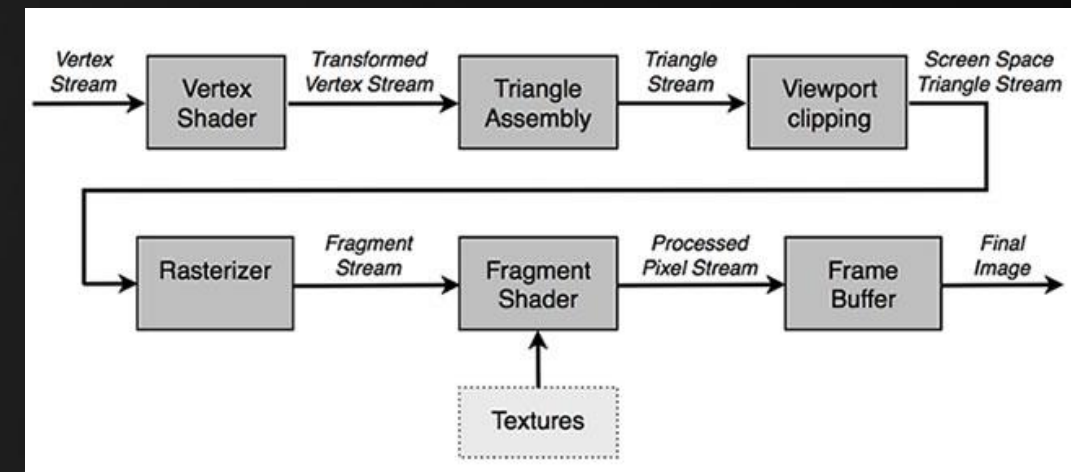 Vertex
Stream
Vertex
Shader
Transformed
Vertex Stream
Triangle
Assembly
Triangle
Stream
Viewport
clipping
Screen Space
Triangle Stream
Rasterizer
Fragment
Stream
Fragment
Shader
Processed
Pixel Stream
Frame
Buffer
Final
Image
Textures